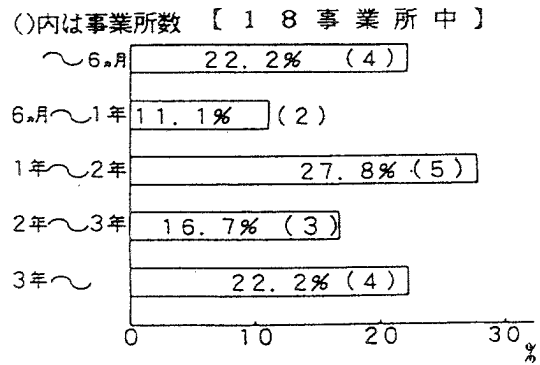 ()内は事業所数 【18事業所中】
〜6ヵ月 22.2% (4)
6ヵ月〜1年 11.1% (2)
1年〜2年 27.8% (5)
2年〜3年 16.7% (3)
3年〜 22.2% (4)
0 10 20 30
%